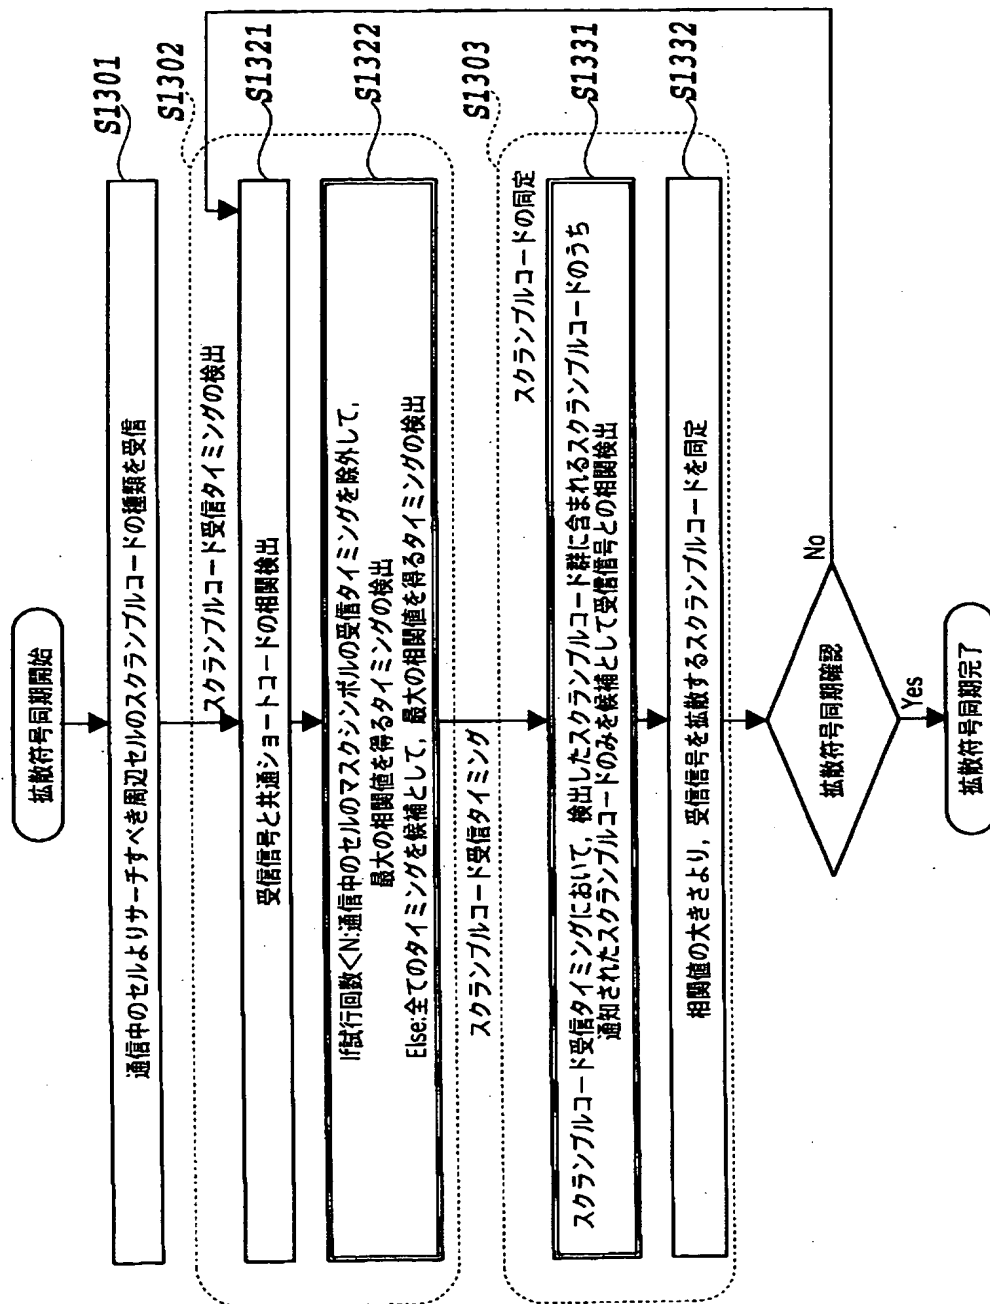 拡散符号同期開始
S1301
通信中のセルよりサーチすべき周辺セルのスクランブルコードの種類を受信
S1302
スクランブルコード受信タイミングの検出
S1321
受信信号と共通ショートコードの相関検出
S1322
If試行回数<N:通信中のセルのマスクシンボルの受信タイミングを除外して,
最大の相関値を得るタイミングの検出
Else:全てのタイミングを候補として, 最大の相関値を得るタイミングの検出
スクランブルコード受信タイミング
S1303
スクランブルコードの同定
S1331
スクランブルコード受信タイミングにおいて, 検出したスクランブルコード群に含まれるスクランブルコードのうち
通知されたスクランブルコードのみを候補として受信信号との相関検出
S1332
相関値の大きさより, 受信信号を拡散するスクランブルコードを同定
拡散符号同期確認
No
Yes
拡散符号同期完了